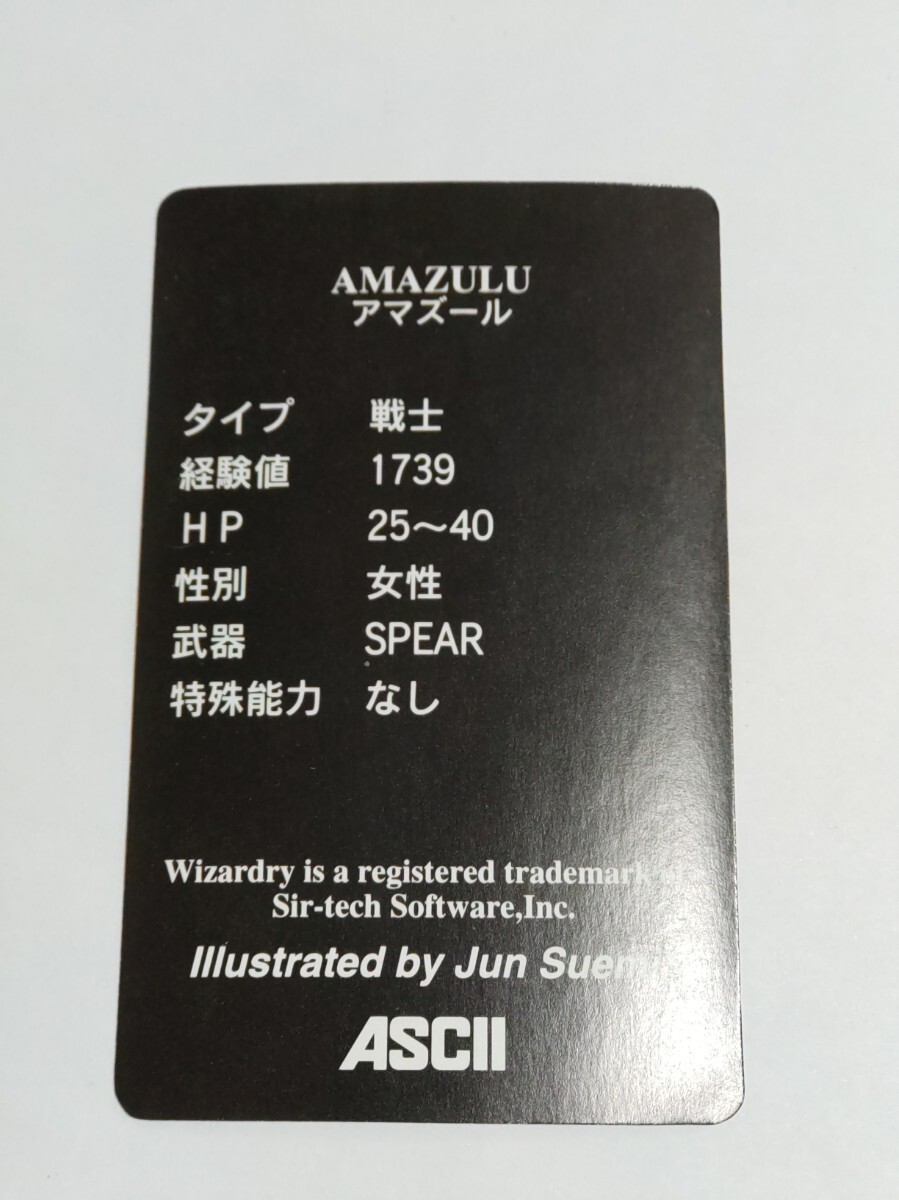 AMAZULU
アマズール
タイプ 戦士
経験値 1739
HP 25～40
性別 女性
武器 SPEAR
特殊能力 なし
Wizardry is a registered trademark
Sir-tech Software,Inc.
Illustrated by Jun
ASCII